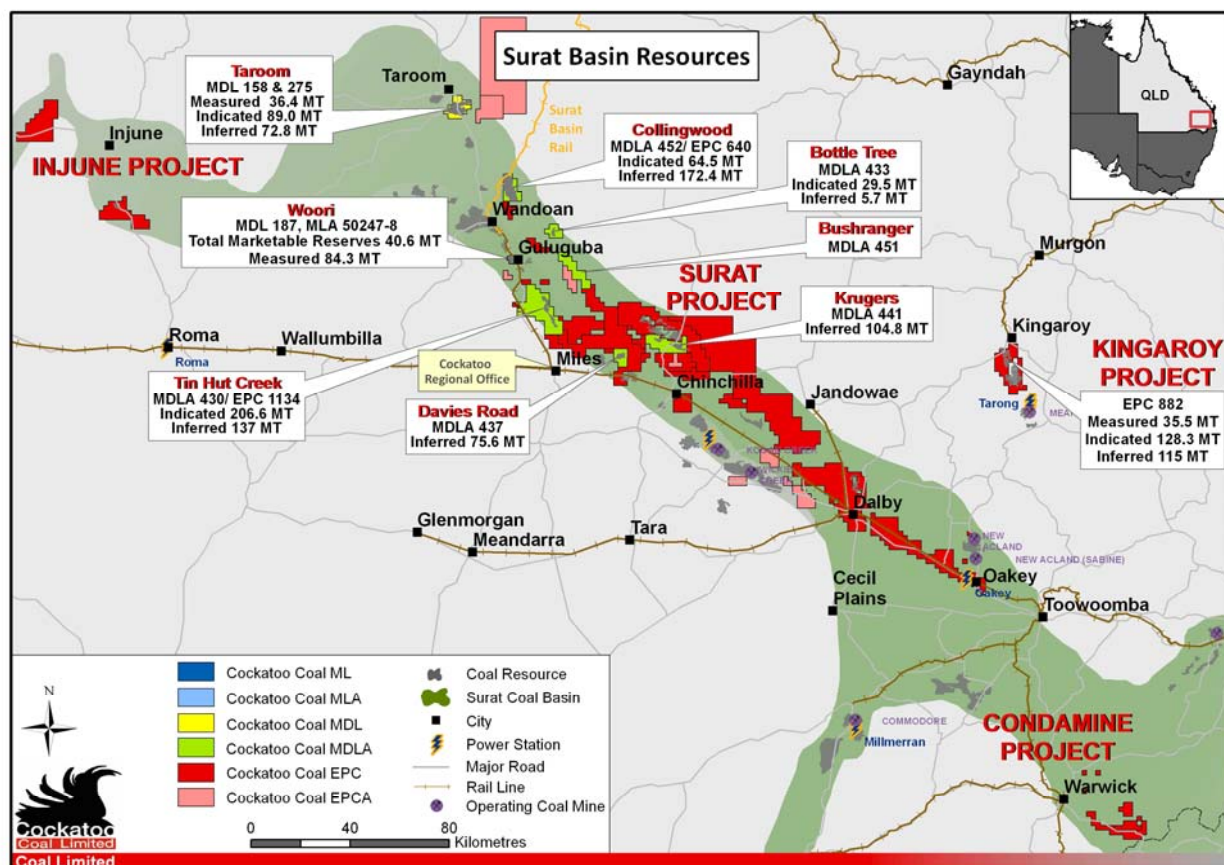 Surat Basin Resources
QLD
Taroom
MDL 158 & 275
Measured 36.4 MT
Indicated 89.0 MT
Inferred 72.8 MT
Taroom
Gayndah
Surat
Basin
Rail
Injune
INJUNE PROJECT
Collingwood
MDLA 452/ EPC 640
Indicated 64.5 MT
Inferred 172.4 MT
Bottle Tree
MDLA 433
Indicated 29.5 MT
Inferred 5.7 MT
Woori
MDL 187, MLA 50247-8
Total Marketable Reserves 40.6 MT
Measured 84.3 MT
Wandoan
Guluguba
Bushranger
MDLA 451
Murgon
SURAT
PROJECT
Krugers
MDLA 441
Inferred 104.8 MT
Roma
Roma
Wallumbilla
Kingaroy
KINGAROY
PROJECT
Cockatoo
Regional Office
Miles
Tin Hut Creek
MDLA 430/ EPC 1134
Indicated 206.6 MT
Inferred 137 MT
Davies Road
MDLA 437
Inferred 75.6 MT
Chinchilla
Jandowae
Tarong
EPC 882
Measured 35.5 MT
Indicated 128.3 MT
Inferred 115 MT
Glenmorgan
Meandarra
Tara
Dalby
NEW
ACLAND
NEW ACLAND (SABINE)
Oakey
Oakey
Cecil
Plains
Toowoomba
COMMODORE
Millmerran
CONDAMINE
PROJECT
Warwick
N
Cockatoo Coal ML
Cockatoo Coal MLA
Cockatoo Coal MDL
Cockatoo Coal MDLA
Cockatoo Coal EPC
Cockatoo Coal EPCA
Coal Resource
Surat Coal Basin
City
Power Station
Major Road
Rail Line
Operating Coal Mine
0 40 80
Kilometres
Cockatoo
Coal Limited
Coal Limited